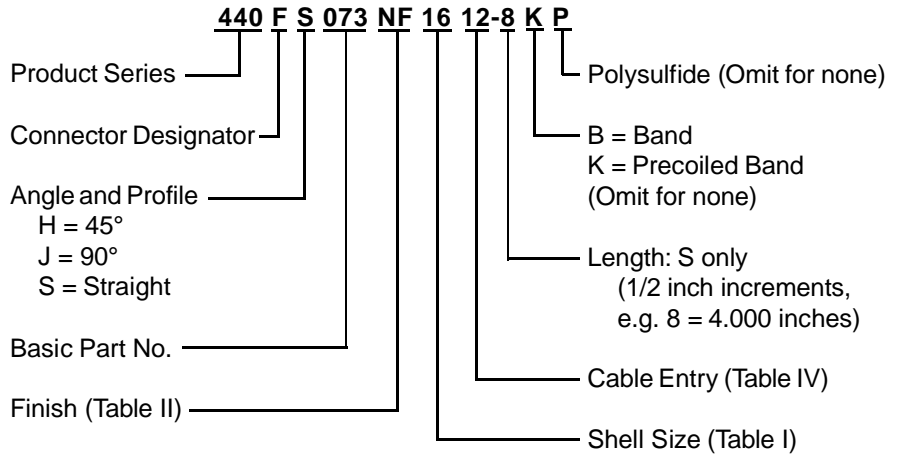 440 F S 073 NF 16 12-8 K P
Product Series
Connector Designator
Angle and Profile
H = 45°
J = 90°
S = Straight
Basic Part No.
Finish (Table II)
Polysulfide (Omit for none)
B = Band
K = Precoiled Band
(Omit for none)
Length: S only
(1/2 inch increments,
e.g. 8 = 4.000 inches)
Cable Entry (Table IV)
Shell Size (Table I)